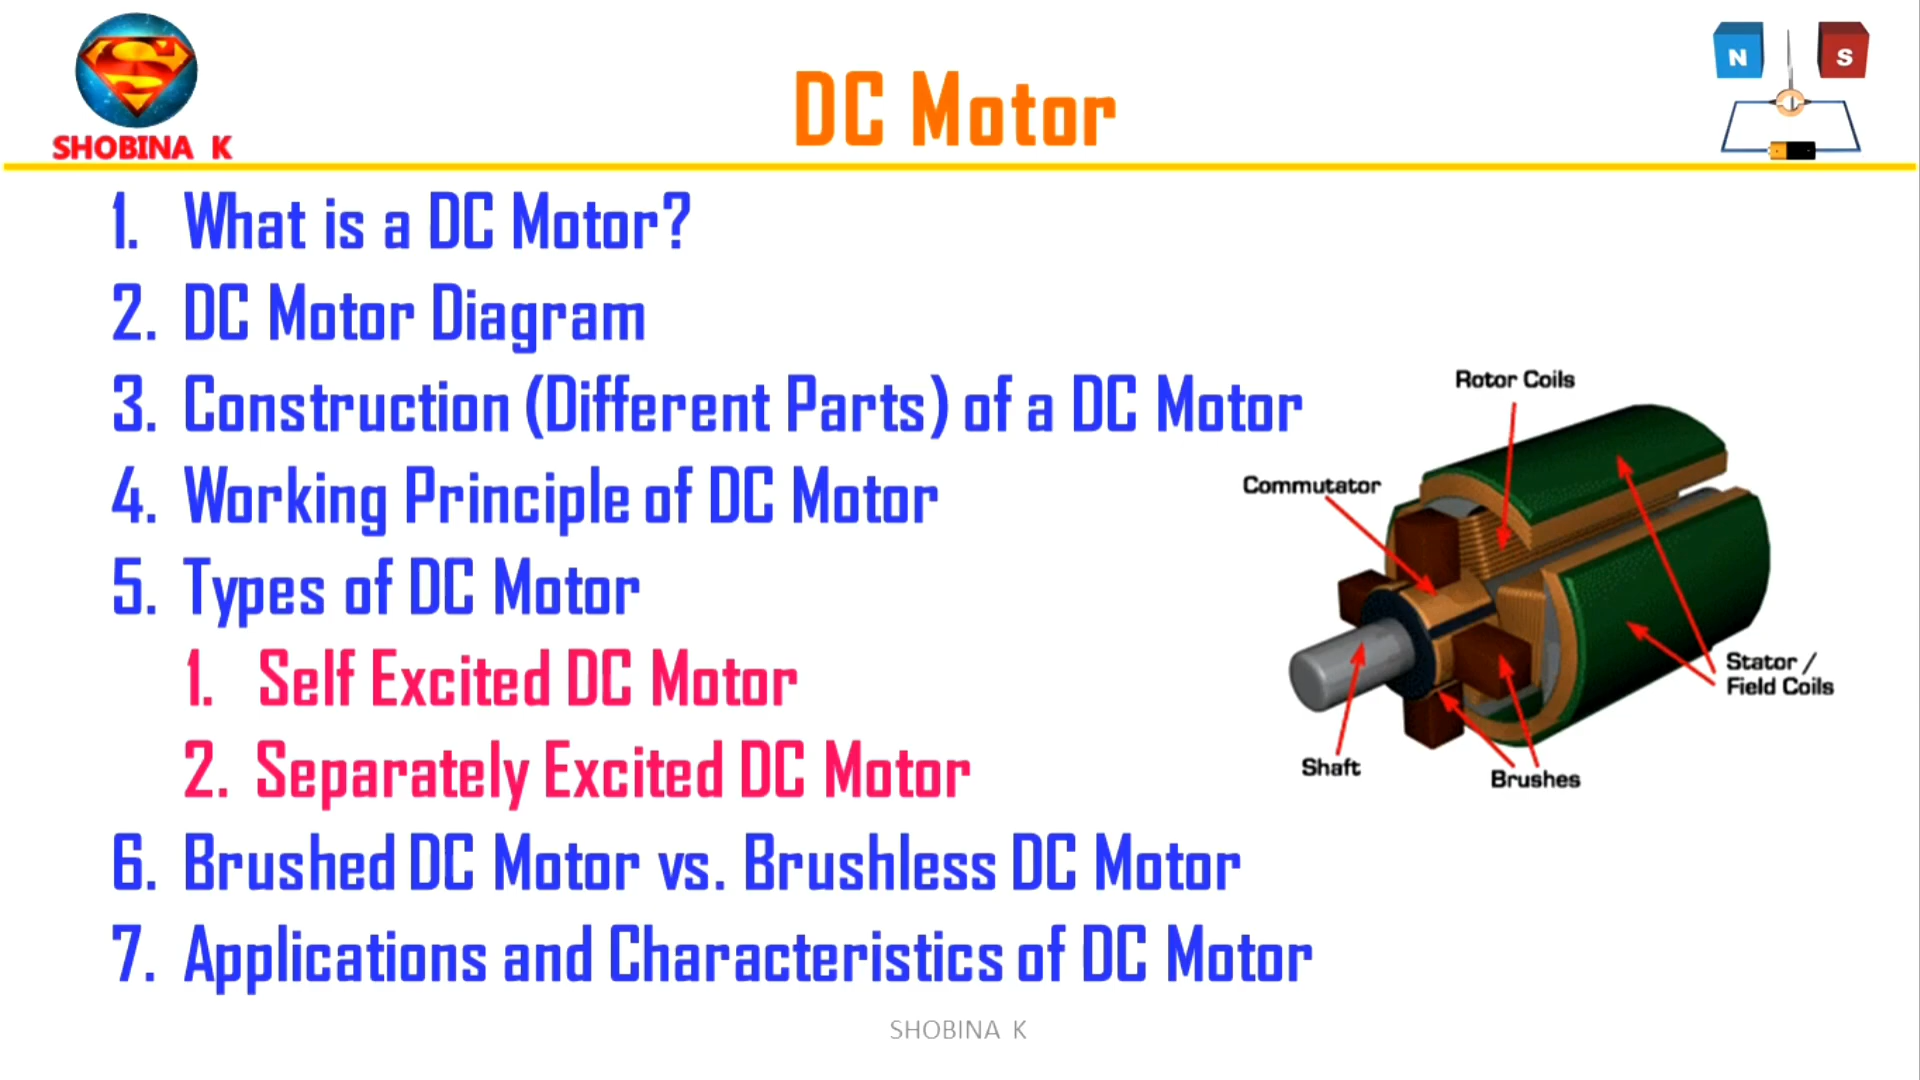 S
SHOBINA K
DC Motor
N
S
1. What is a DC Motor?
2. DC Motor Diagram
3. Construction (Different Parts) of a DC Motor
4. Working Principle of DC Motor
5. Types of DC Motor
1. Self Excited DC Motor
2. Separately Excited DC Motor
6. Brushed DC Motor vs. Brushless DC Motor
7. Applications and Characteristics of DC Motor
Rotor Coils
Commutator
Stator /
Field Coils
Shaft
Brushes
SHOBINA K